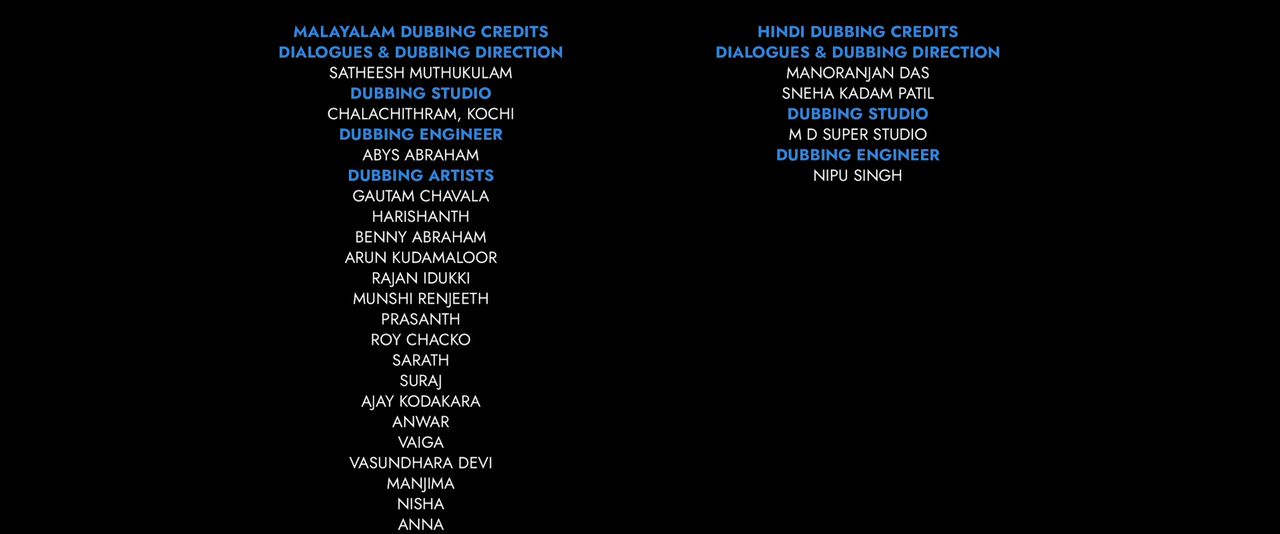 MALAYALAM DUBBING CREDITS
DIALOGUES & DUBBING DIRECTION
SATHEESH MUTHUKULAM
DUBBING STUDIO
CHALACHITHRAM, KOCHI
DUBBING ENGINEER
ABYS ABRAHAM
DUBBING ARTISTS
GAUTAM CHAVALA
HARISHANTH
BENNY ABRAHAM
ARUN KUDAMALOOR
RAJAN IDUKKI
MUNSHI RENJEETH
PRASANTH
ROY CHACKO
SARATH
SURAJ
AJAY KODAKARA
ANWAR
VAIGA
VASUNDHARA DEVI
MANJIMA
NISHA
ANNA
HINDI DUBBING CREDITS
DIALOGUES & DUBBING DIRECTION
MANORANJAN DAS
SNEHA KADAM PATIL
DUBBING STUDIO
M D SUPER STUDIO
DUBBING ENGINEER
NIPU SINGH